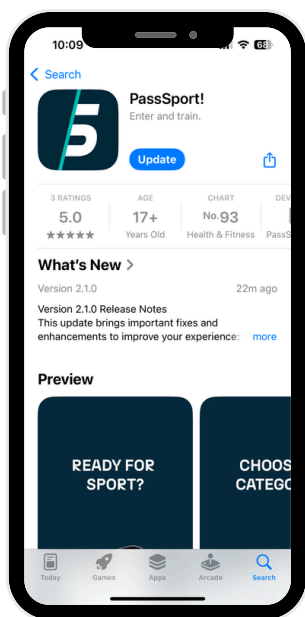 10:09
68
Search
PassSport!
Enter and train.
Update
3 RATINGS
AGE
CHART
DEV
5.0
17+
No.93
★★★★★
Years Old
Health & Fitness
PassS
What's New
Version 2.1.0
22m ago
Version 2.1.0 Release Notes
This update brings important fixes and
enhancements to improve your experience:
more
Preview
READY FOR
SPORT?
CHOOS
CATEGO
Today
Games
Apps
Arcade
Search